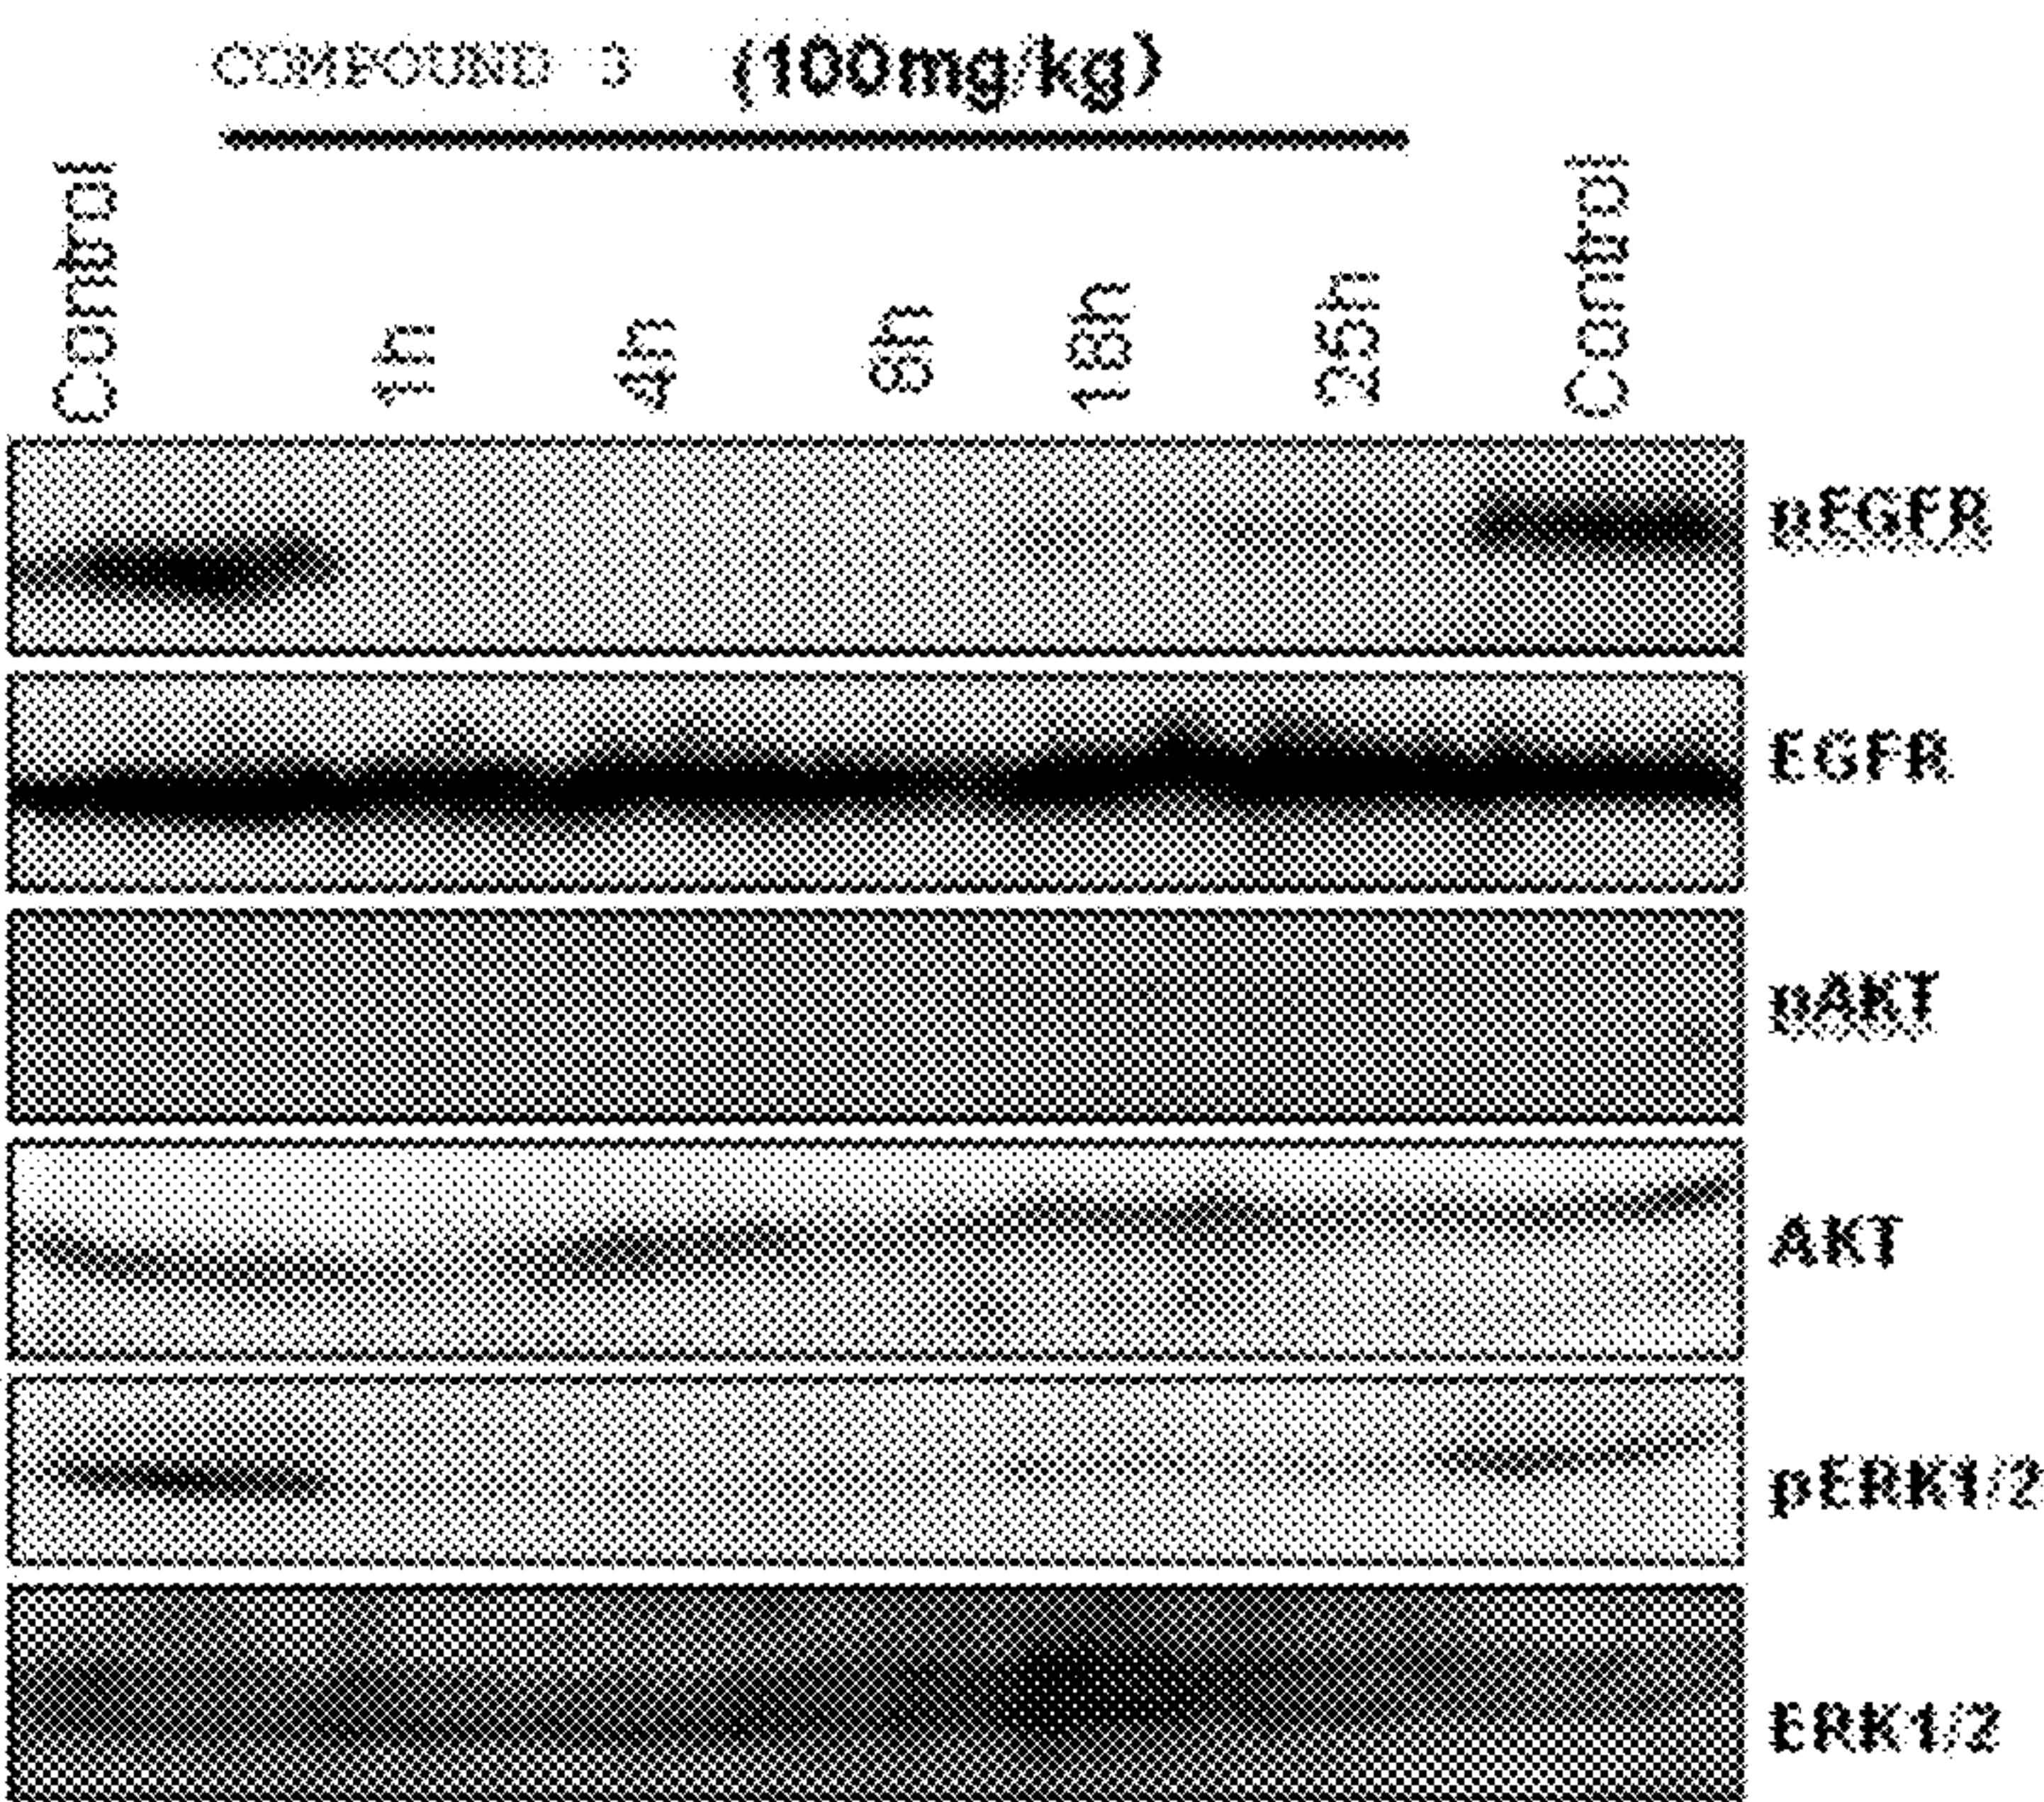 COMPOUND 3 (100mg/kg)
Control
1h
4h
8h
18h
25h
Control
pEGFR
EGFR
pAKT
AKT
pERK1/2
ERK1/2